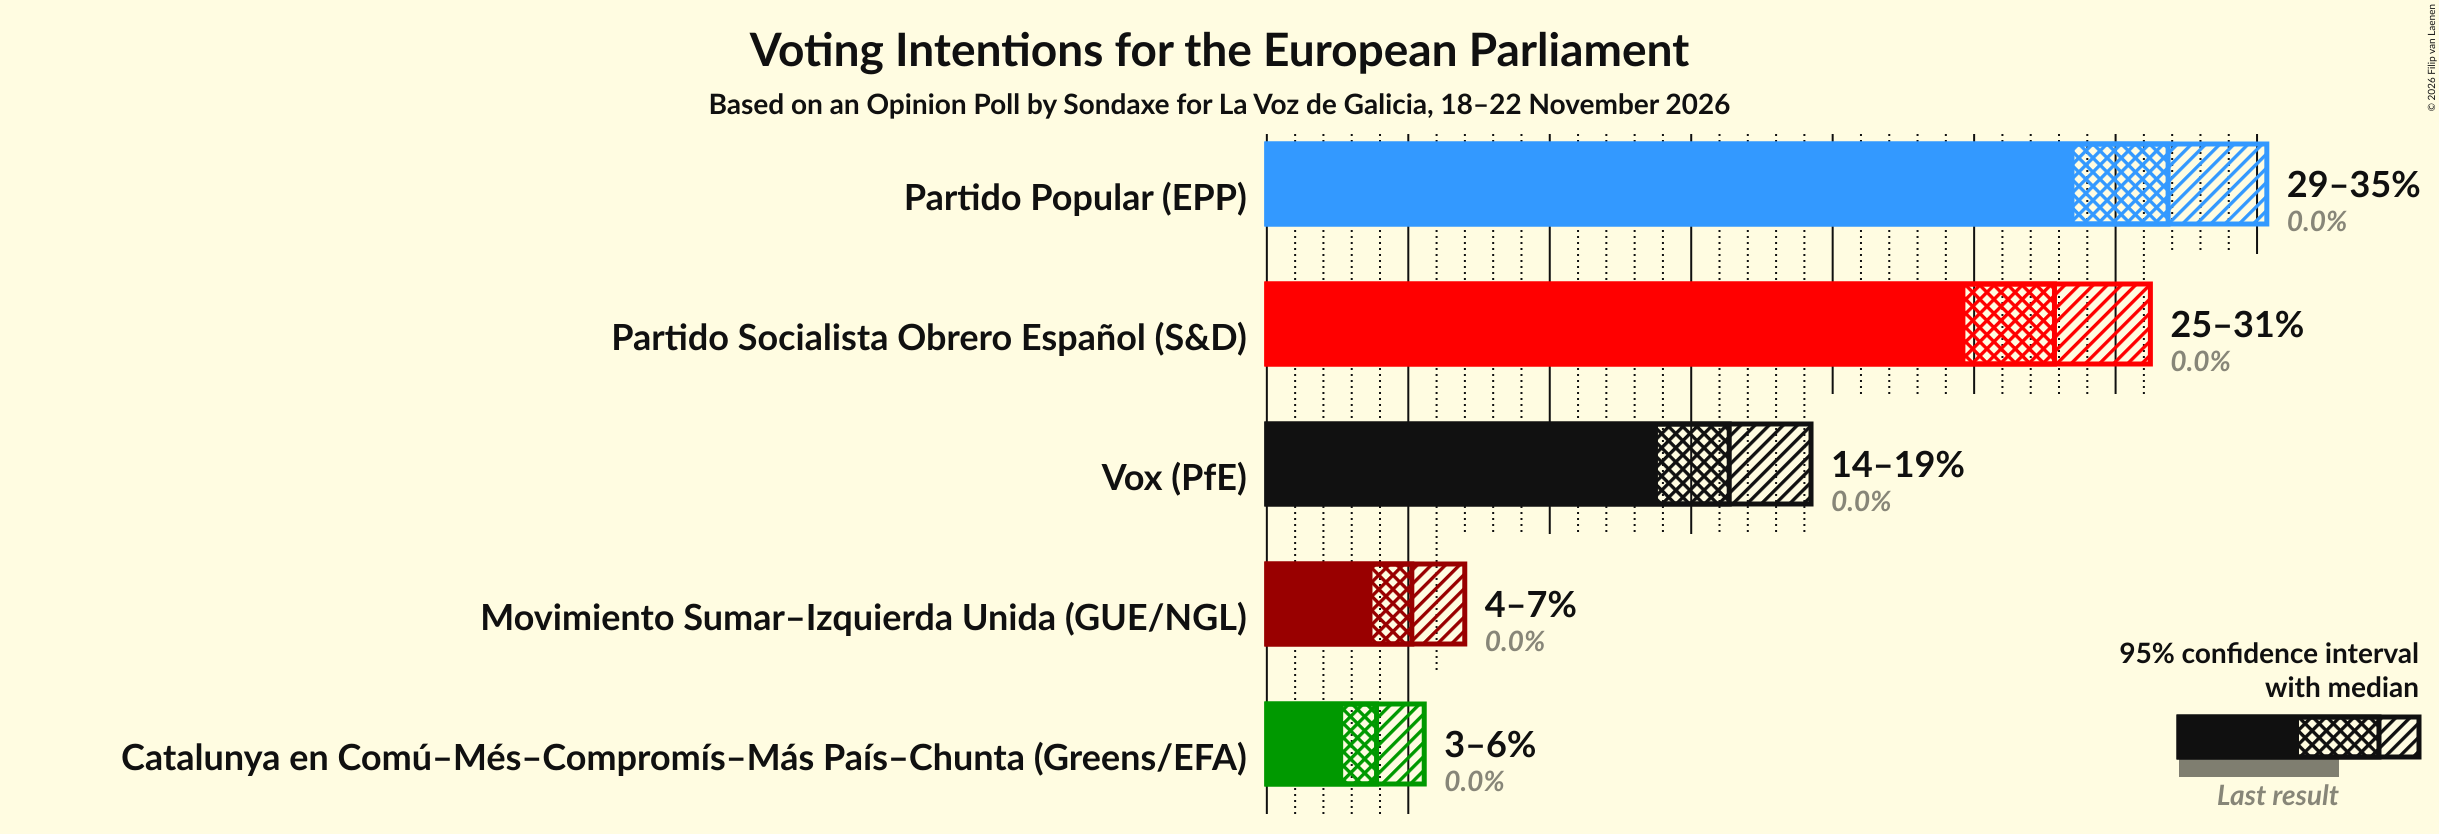 Voting Intentions for the European Parliament
Based on an Opinion Poll by Sondaxe for La Voz de Galicia, 18–22 November 2026
© 2026 Filip van Laenen
Partido Popular (EPP)
29–35%
0.0%
Partido Socialista Obrero Español (S&D)
25–31%
0.0%
Vox (PfE)
14–19%
0.0%
Movimiento Sumar–Izquierda Unida (GUE/NGL)
4–7%
0.0%
Catalunya en Comú–Més–Compromís–Más País–Chunta (Greens/EFA)
3–6%
0.0%
95% confidence interval
with median
Last result